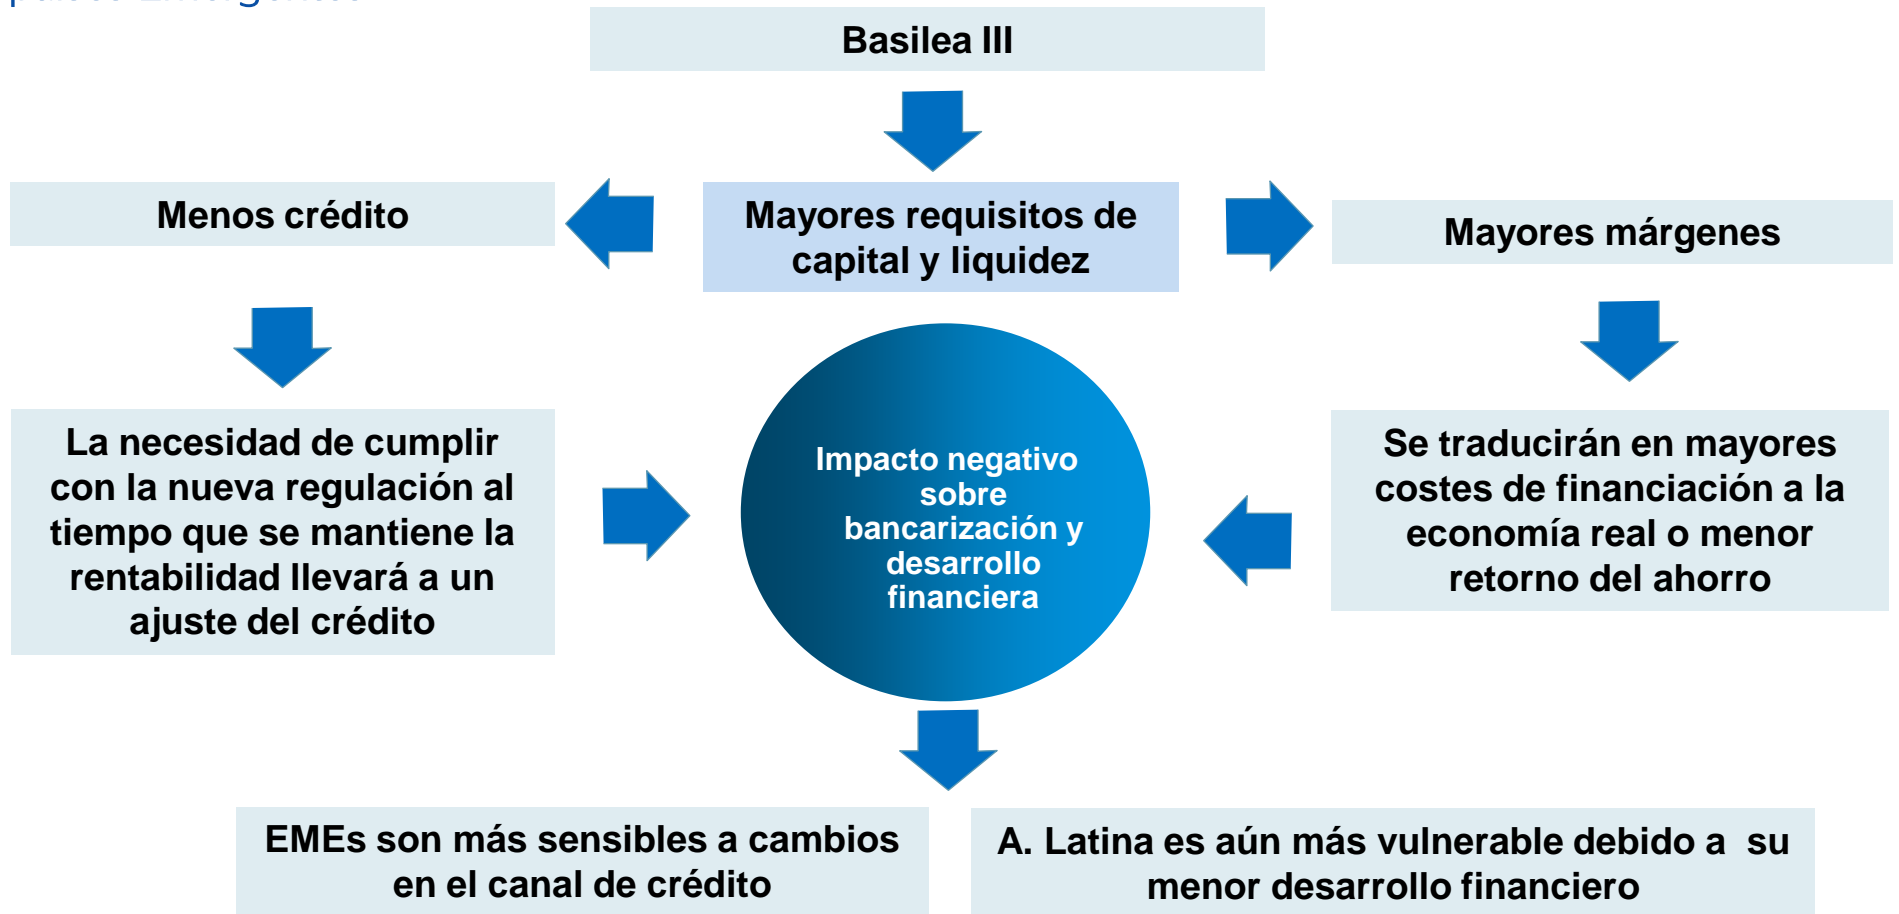 países Emergentes
Basilea III
Menos crédito
Mayores requisitos de
capital y liquidez
Mayores márgenes
La necesidad de cumplir
con la nueva regulación al
tiempo que se mantiene la
rentabilidad llevará a un
ajuste del crédito
Impacto negativo
sobre
bancarización y
desarrollo
financiera
Se traducirán en mayores
costes de financiación a la
economía real o menor
retorno del ahorro
EMEs son más sensibles a cambios
en el canal de crédito
A. Latina es aún más vulnerable debido a su
menor desarrollo financiero